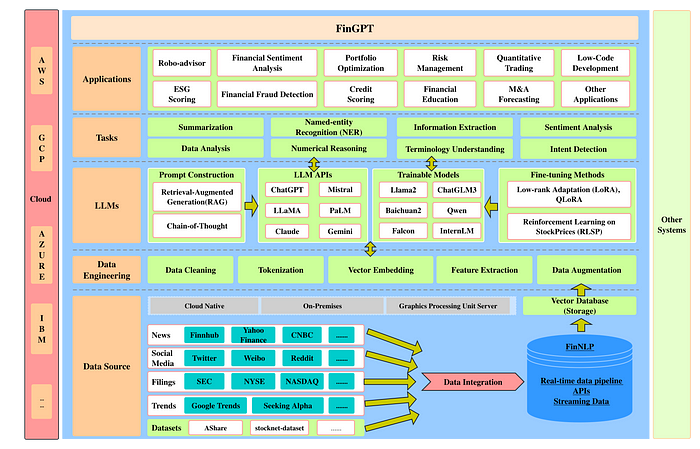 FinGPT
A
W
S
G
C
P
Cloud
A
Z
U
R
E
I
B
M
...
Applications
Robo-advisor
Financial Sentiment
Analysis
Portfolio
Optimization
Risk
Management
Quantitative
Trading
Low-Code
Development
ESG
Scoring
Financial Fraud Detection
Credit
Scoring
Financial
Education
M&A
Forecasting
Other
Applications
Tasks
Summarization
Named-entity
Recognition (NER)
Information Extraction
Sentiment Analysis
Data Analysis
Numerical Reasoning
Terminology Understanding
Intent Detection
LLMs
Prompt Construction
Retrieval-Augmented
Generation(RAG)
Chain-of-Thought
LLM APIs
ChatGPT
Mistral
LLaMA
PaLM
Claude
Gemini
Trainable Models
Llama2
ChatGLM3
Baichuan2
Qwen
Falcon
InternLM
Fine-tuning Methods
Low-rank Adaptation (LoRA),
QLoRA
Reinforcement Learning on
StockPrices (RLSP)
Data
Engineering
Data Cleaning
Tokenization
Vector Embedding
Feature Extraction
Data Augmentation
Data Source
Cloud Native
On-Premises
Graphics Processing Unit Server
Vector Database
(Storage)
News
Finnhub
Yahoo
Finance
CNBC
......
Social
Media
Twitter
Weibo
Reddit
......
Filings
SEC
NYSE
NASDAQ
......
Trends
Google Trends
Seeking Alpha
......
Datasets
AShare
stocknet-dataset
......
Data Integration
FinNLP
Real-time data pipeline
APIs
Streaming Data
Other
Systems